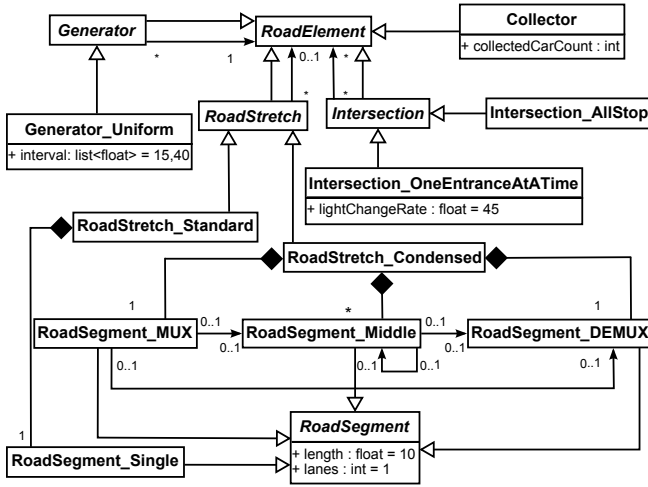 Generator
RoadElement
Collector
+ collectedCarCount : int
*
1
0..1
*
*
*
RoadStretch
Intersection
Intersection_AllStop
Generator_Uniform
+ interval: list<float> = 15,40
Intersection_OneEntranceAtATime
+ lightChangeRate : float = 45
RoadStretch_Standard
RoadStretch_Condensed
1
*
1
RoadSegment_MUX
0..1
0..1
RoadSegment_Middle
0..1
0..1
RoadSegment_DEMUX
0..1
0..1
0..1
0..1
RoadSegment
+ length : float = 10
+ lanes : int = 1
1
RoadSegment_Single